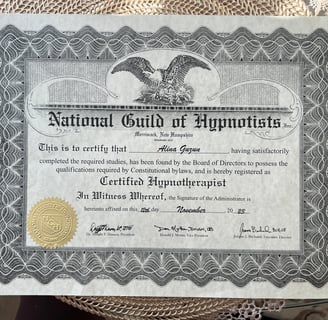 National Guild of Hypnotists Inc.
Merrimack, New Hampshire
This is to certify that Alina Guzun having satisfactorily
completed the required studies, has been found by the Board of Directors to possess the
qualifications required by Constitutional bylaws, and is hereby registered as
Certified Hypnotherapist
In Witness Whereof, the Signature of the Administrator is
hereunto affixed on this day November 20 23